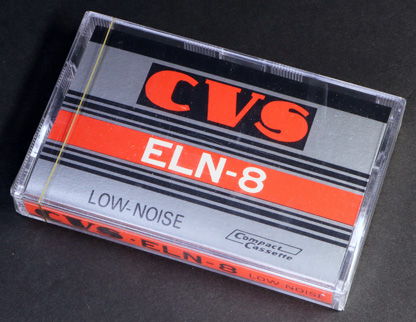 CVS
ELN-8
LOW-NOISE
Compact
Cassette
CVS · ELN-8 LOW-NOISE